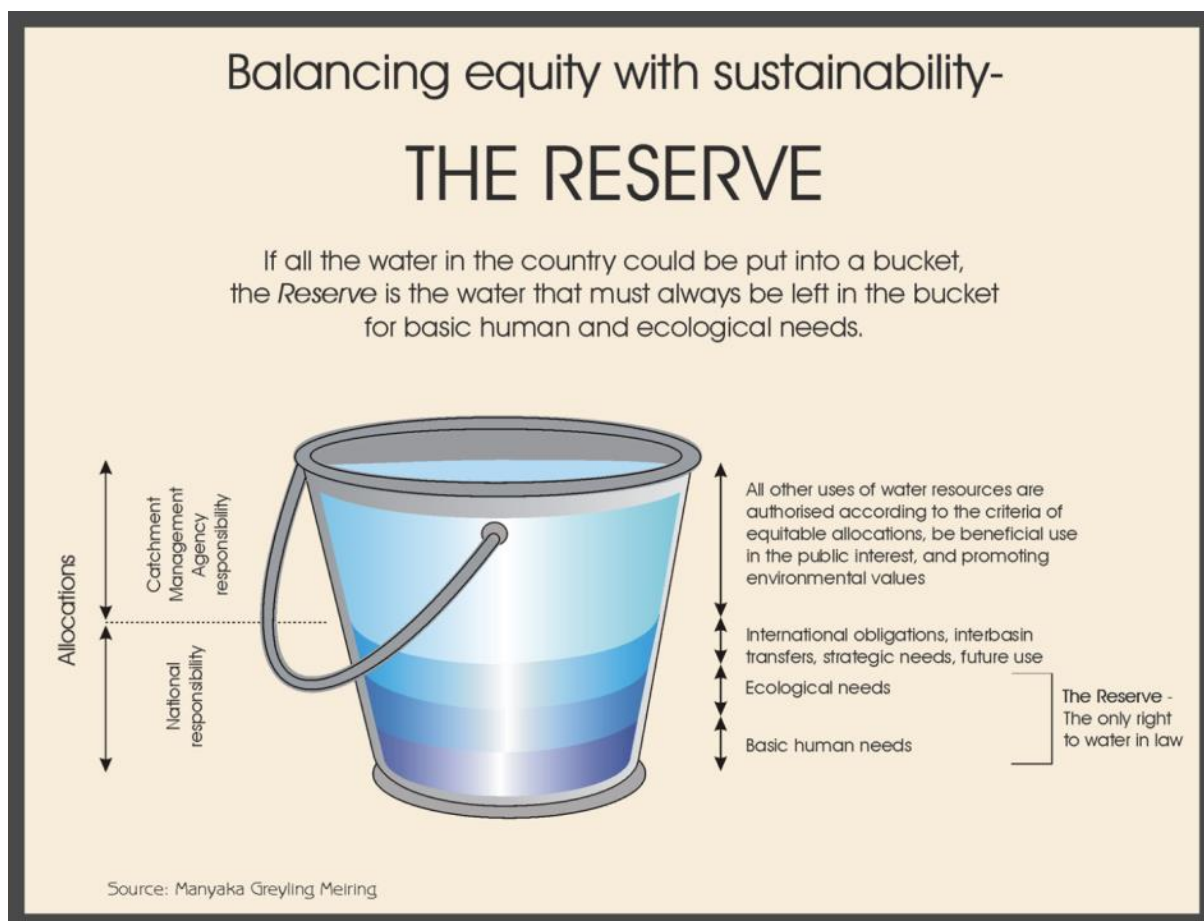 Balancing equity with sustainability-
THE RESERVE
If all the water in the country could be put into a bucket,
the Reserve is the water that must always be left in the bucket
for basic human and ecological needs.
Allocations
Catchment
Management
Agency
responsibility
National
responsibility
All other uses of water resources are
authorised according to the criteria of
equitable allocations, be beneficial use
in the public interest, and promoting
environmental values
International obligations, interbasin
transfers, strategic needs, future use
Ecological needs
Basic human needs
The Reserve -
The only right
to water in law
Source: Manyaka Greyling Meiring